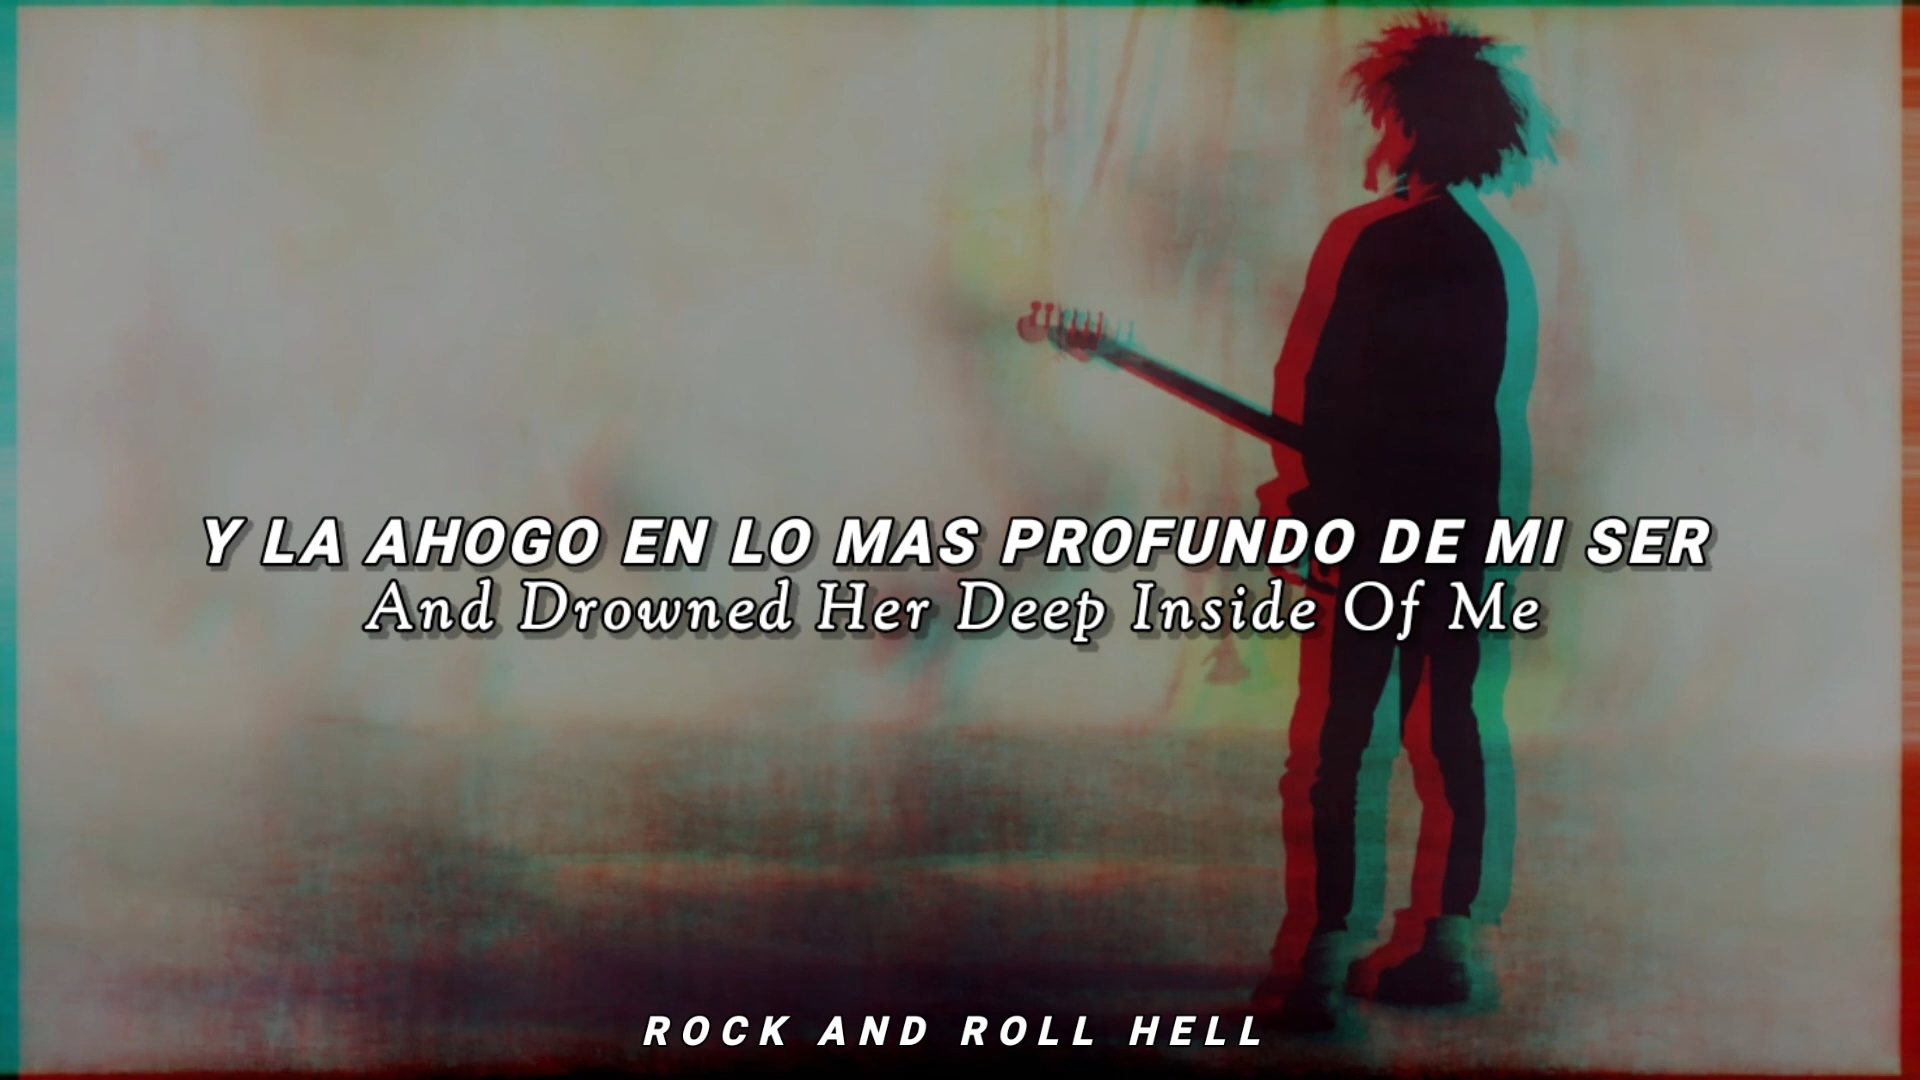 Y LA AHOGO EN LO MAS PROFUNDO DE MI SER
And Drowned Her Deep Inside Of Me
ROCK AND ROLL HELL